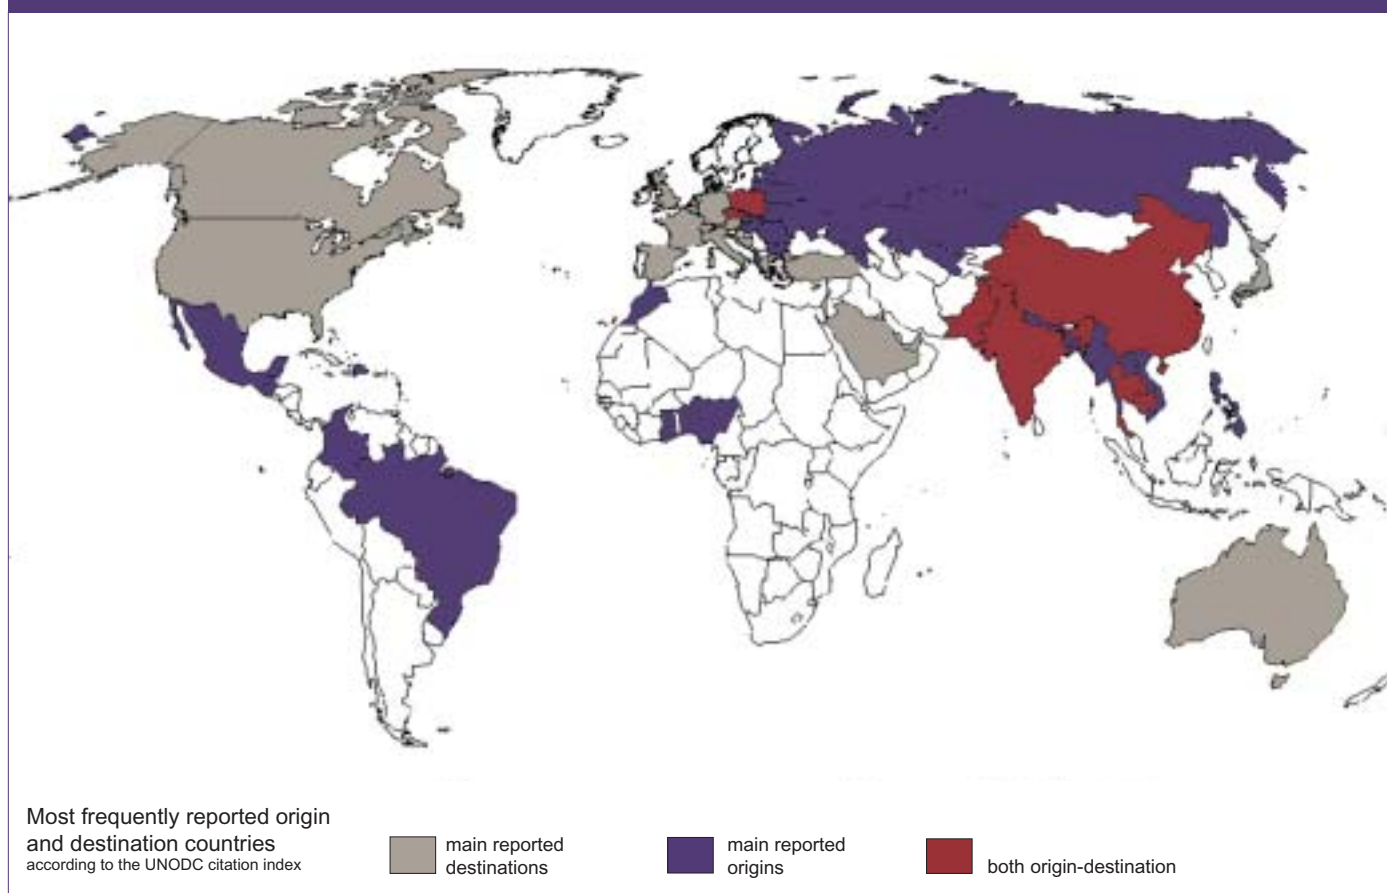 Most frequently reported origin
and destination countries
according to the UNODC citation index
main reported
destinations
main reported
origins
both origin-destination